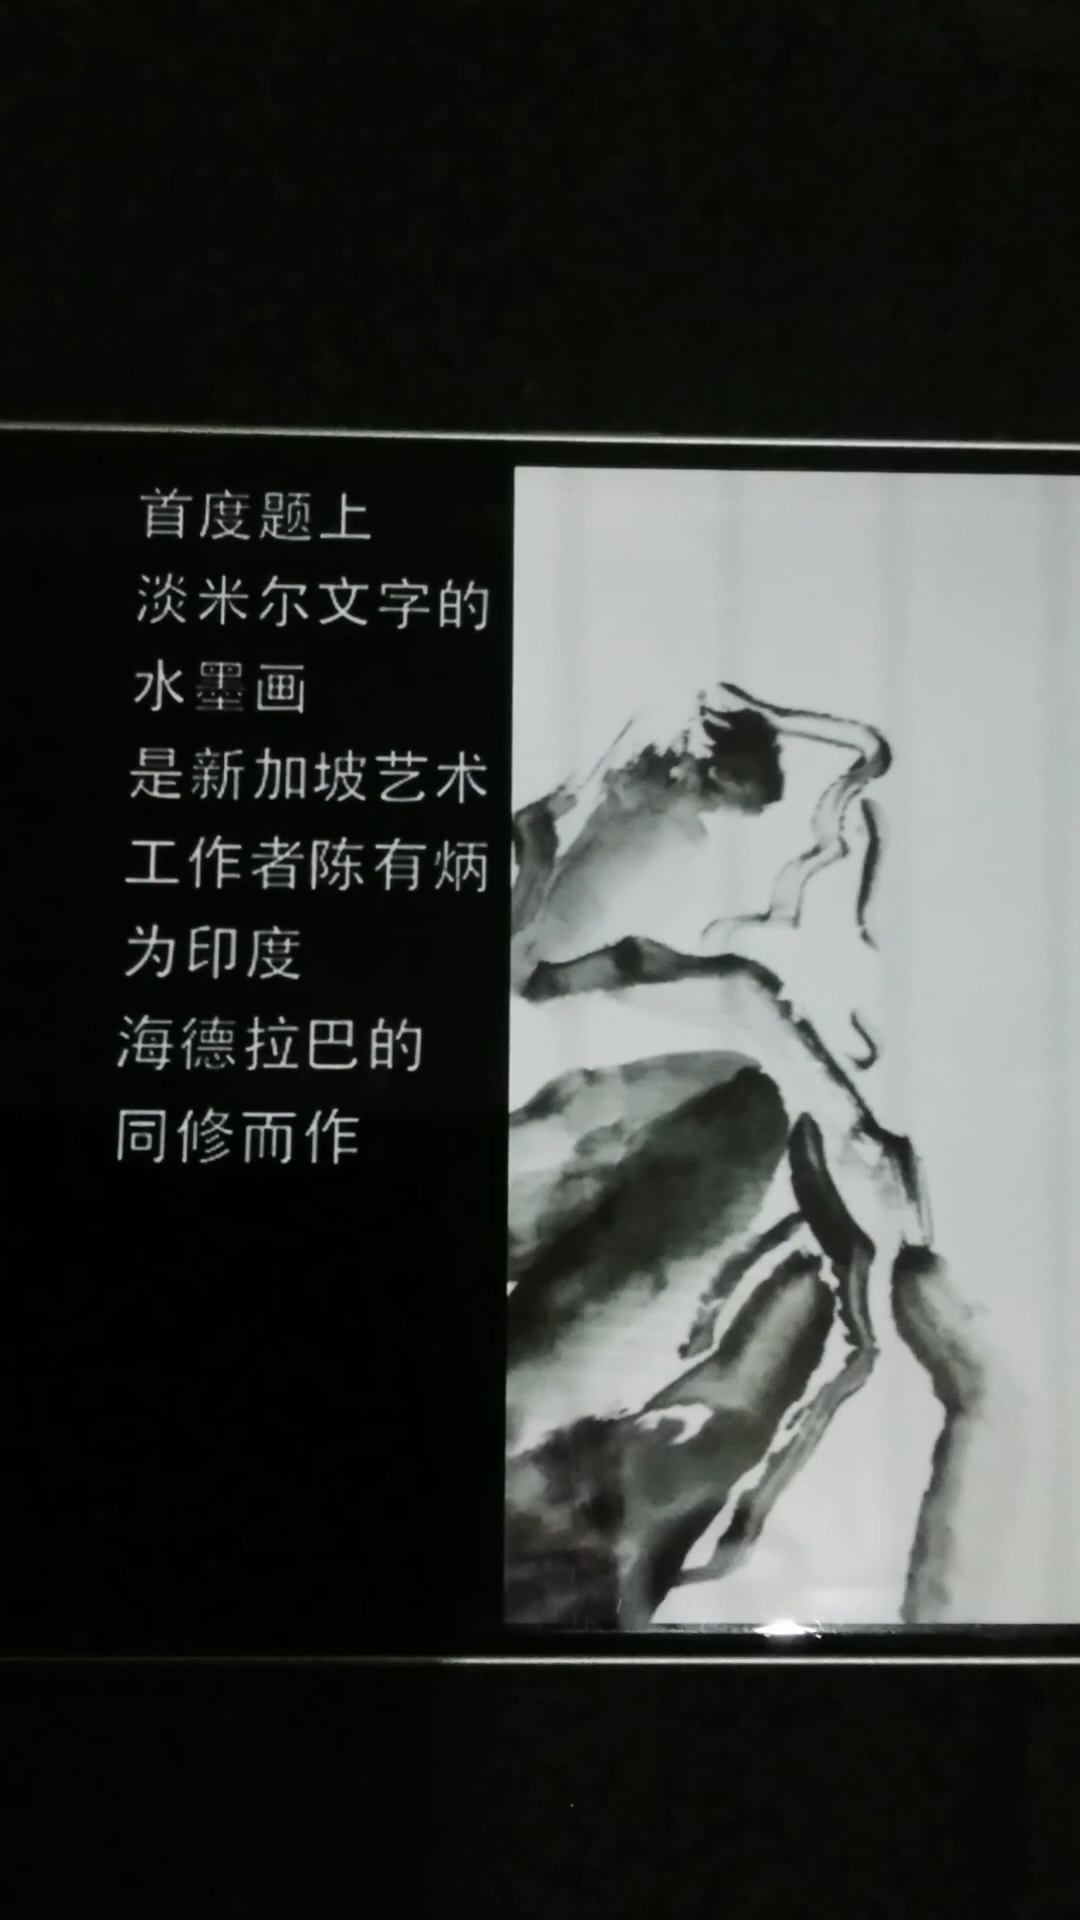 首度题上
淡米尔文字的
水墨画
是新加坡艺术
工作者陈有炳
为印度
海德拉巴的
同修而作